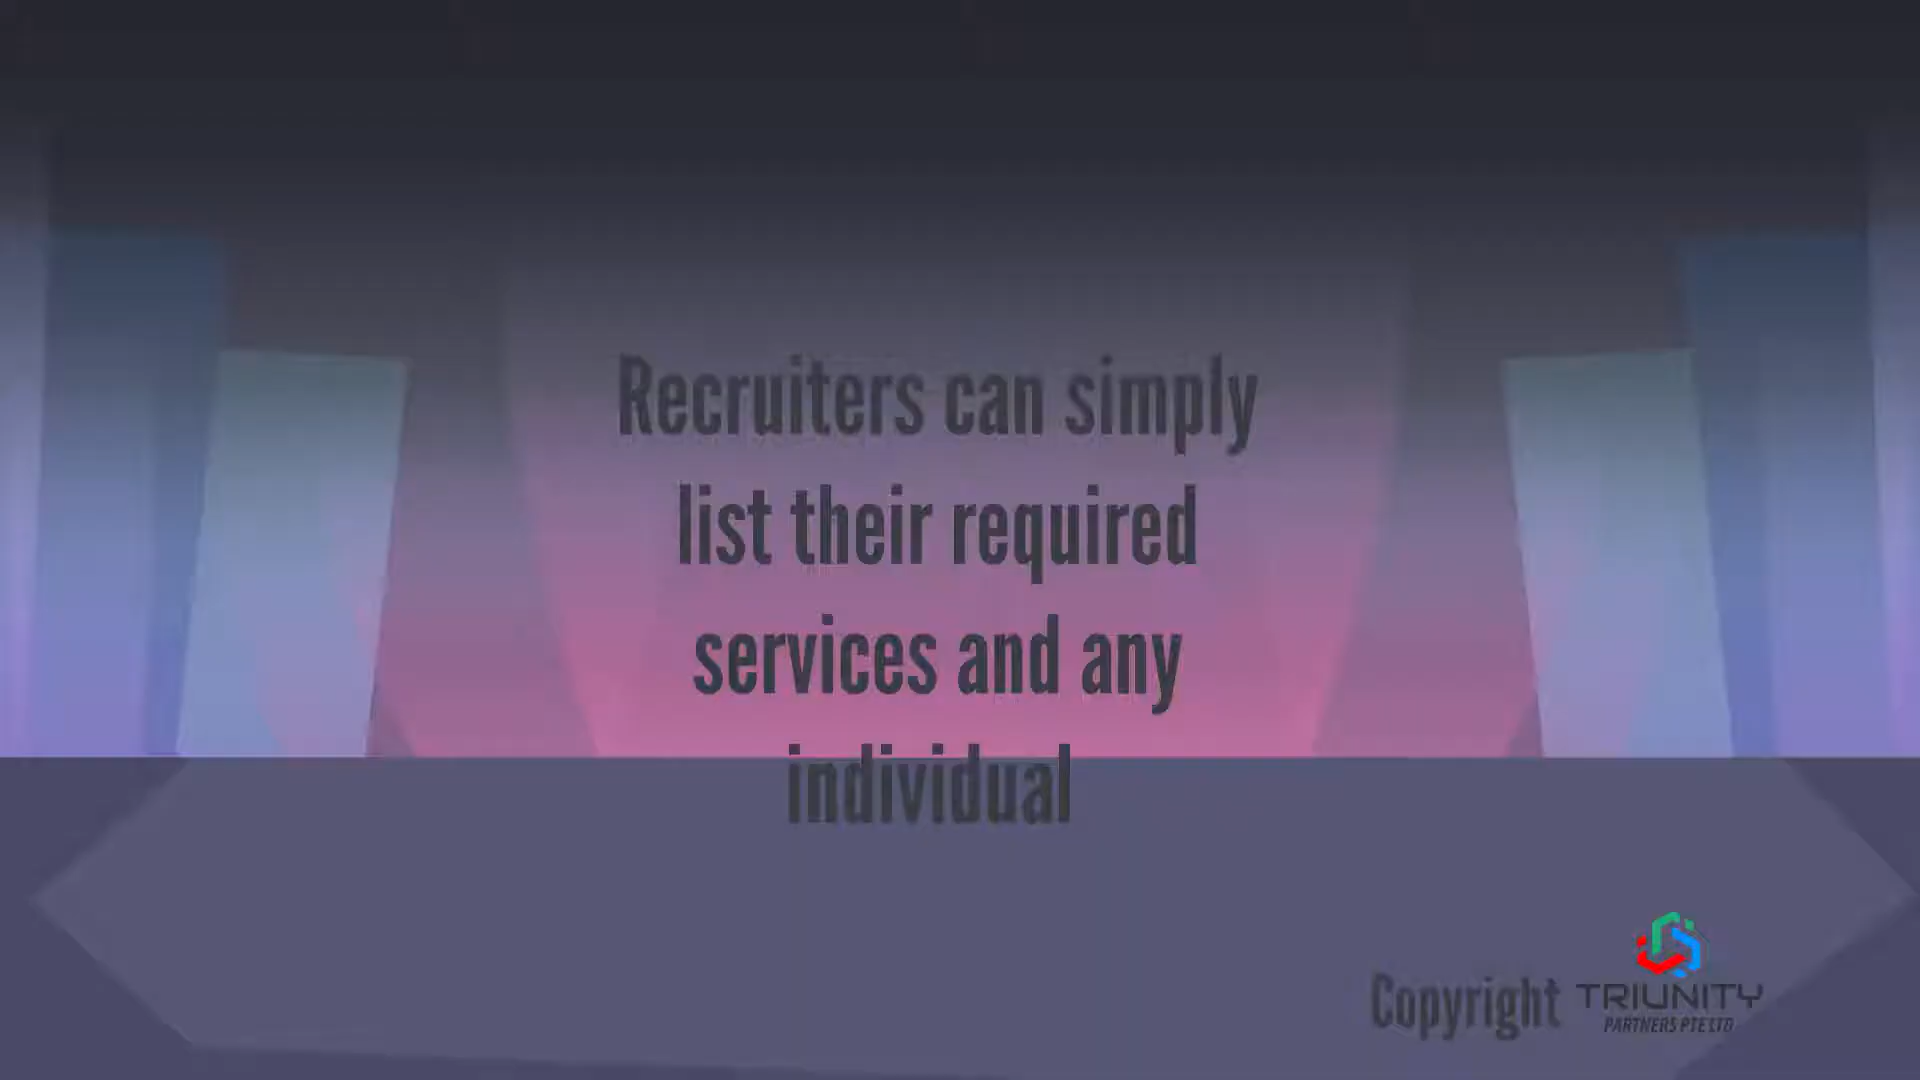 Recruiters can simply
list their required
services and any
individual
Copyright TRIUNITY
PARTNERS PTE LTD